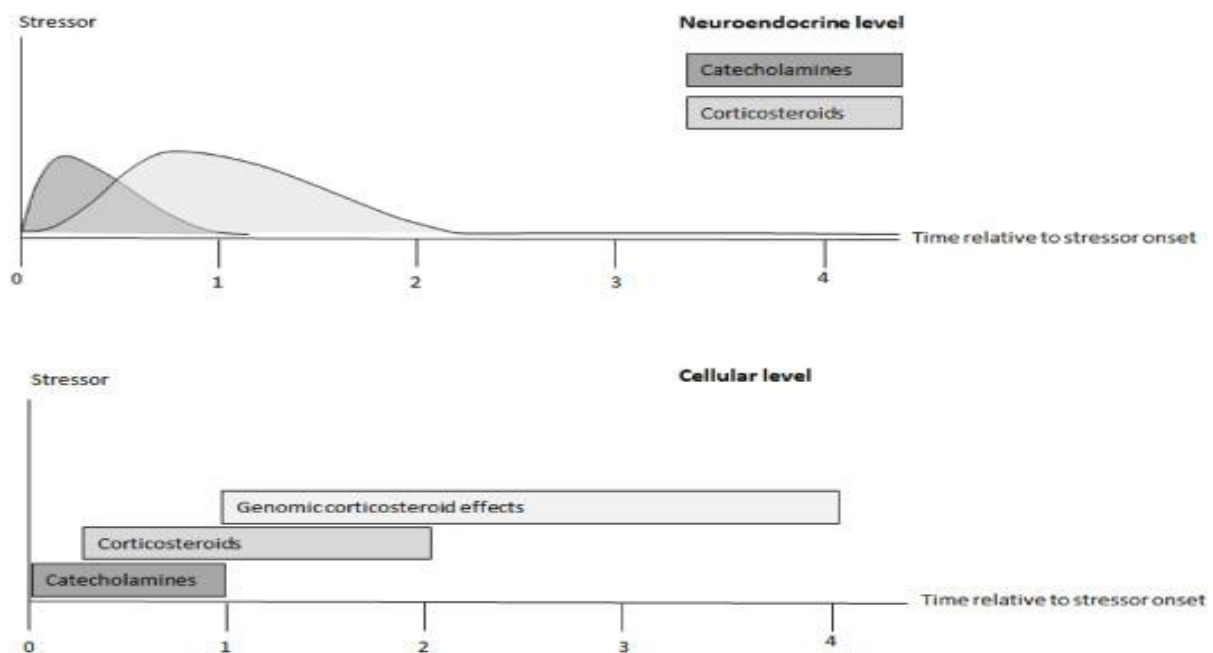 Stressor
Neuroendocrine level
Catecholamines
Corticosteroids
Time relative to stressor onset
0 1 2 3 4
Stressor
Cellular level
Genomic corticosteroid effects
Corticosteroids
Catecholamines
Time relative to stressor onset
0 1 2 3 4